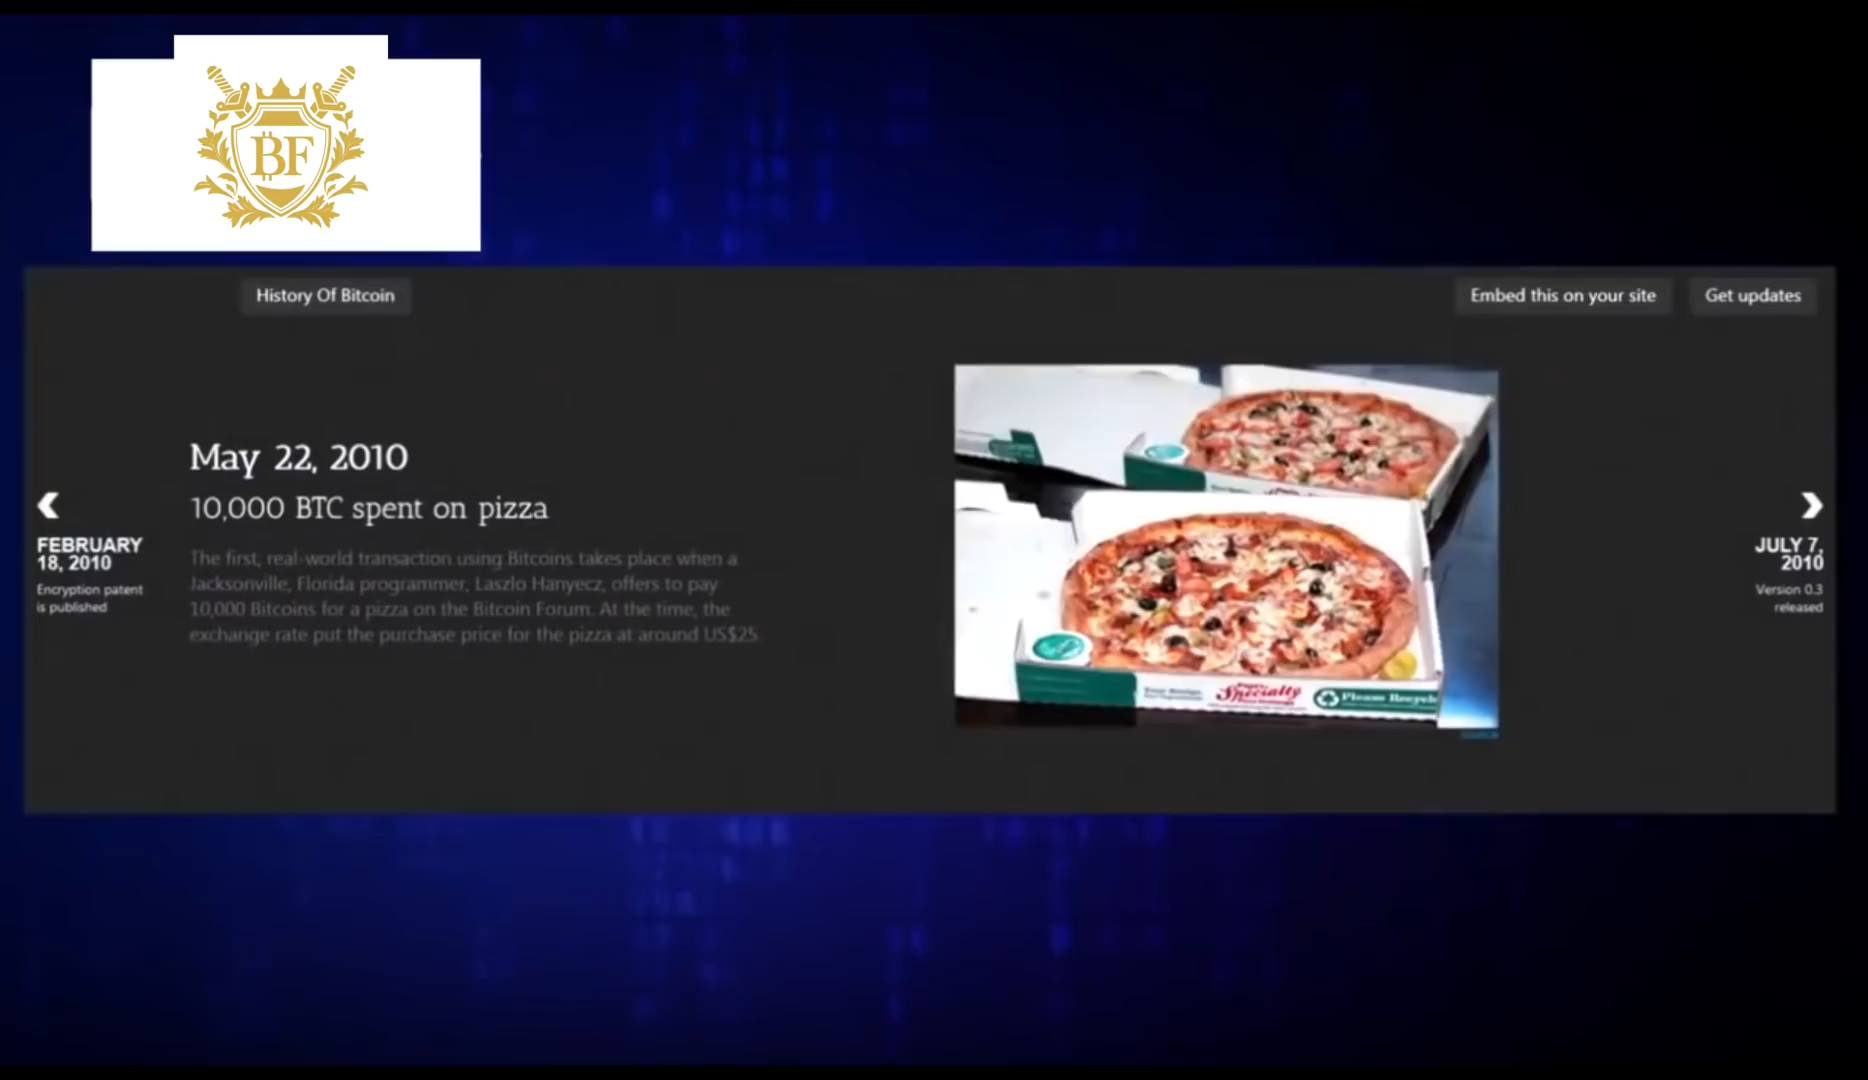 BF
History Of Bitcoin
Embed this on your site
Get updates
May 22, 2010
10,000 BTC spent on pizza
The first, real-world transaction using Bitcoins takes place when a
Jacksonville, Florida programmer, Laszlo Hanyecz, offers to pay
10,000 Bitcoins for a pizza on the Bitcoin Forum. At the time, the
exchange rate put the purchase price for the pizza at around US$25.
FEBRUARY
18, 2010
Encryption patent
is published
JULY 7,
2010
Version 0.3
released
Specialty
Please Recycle